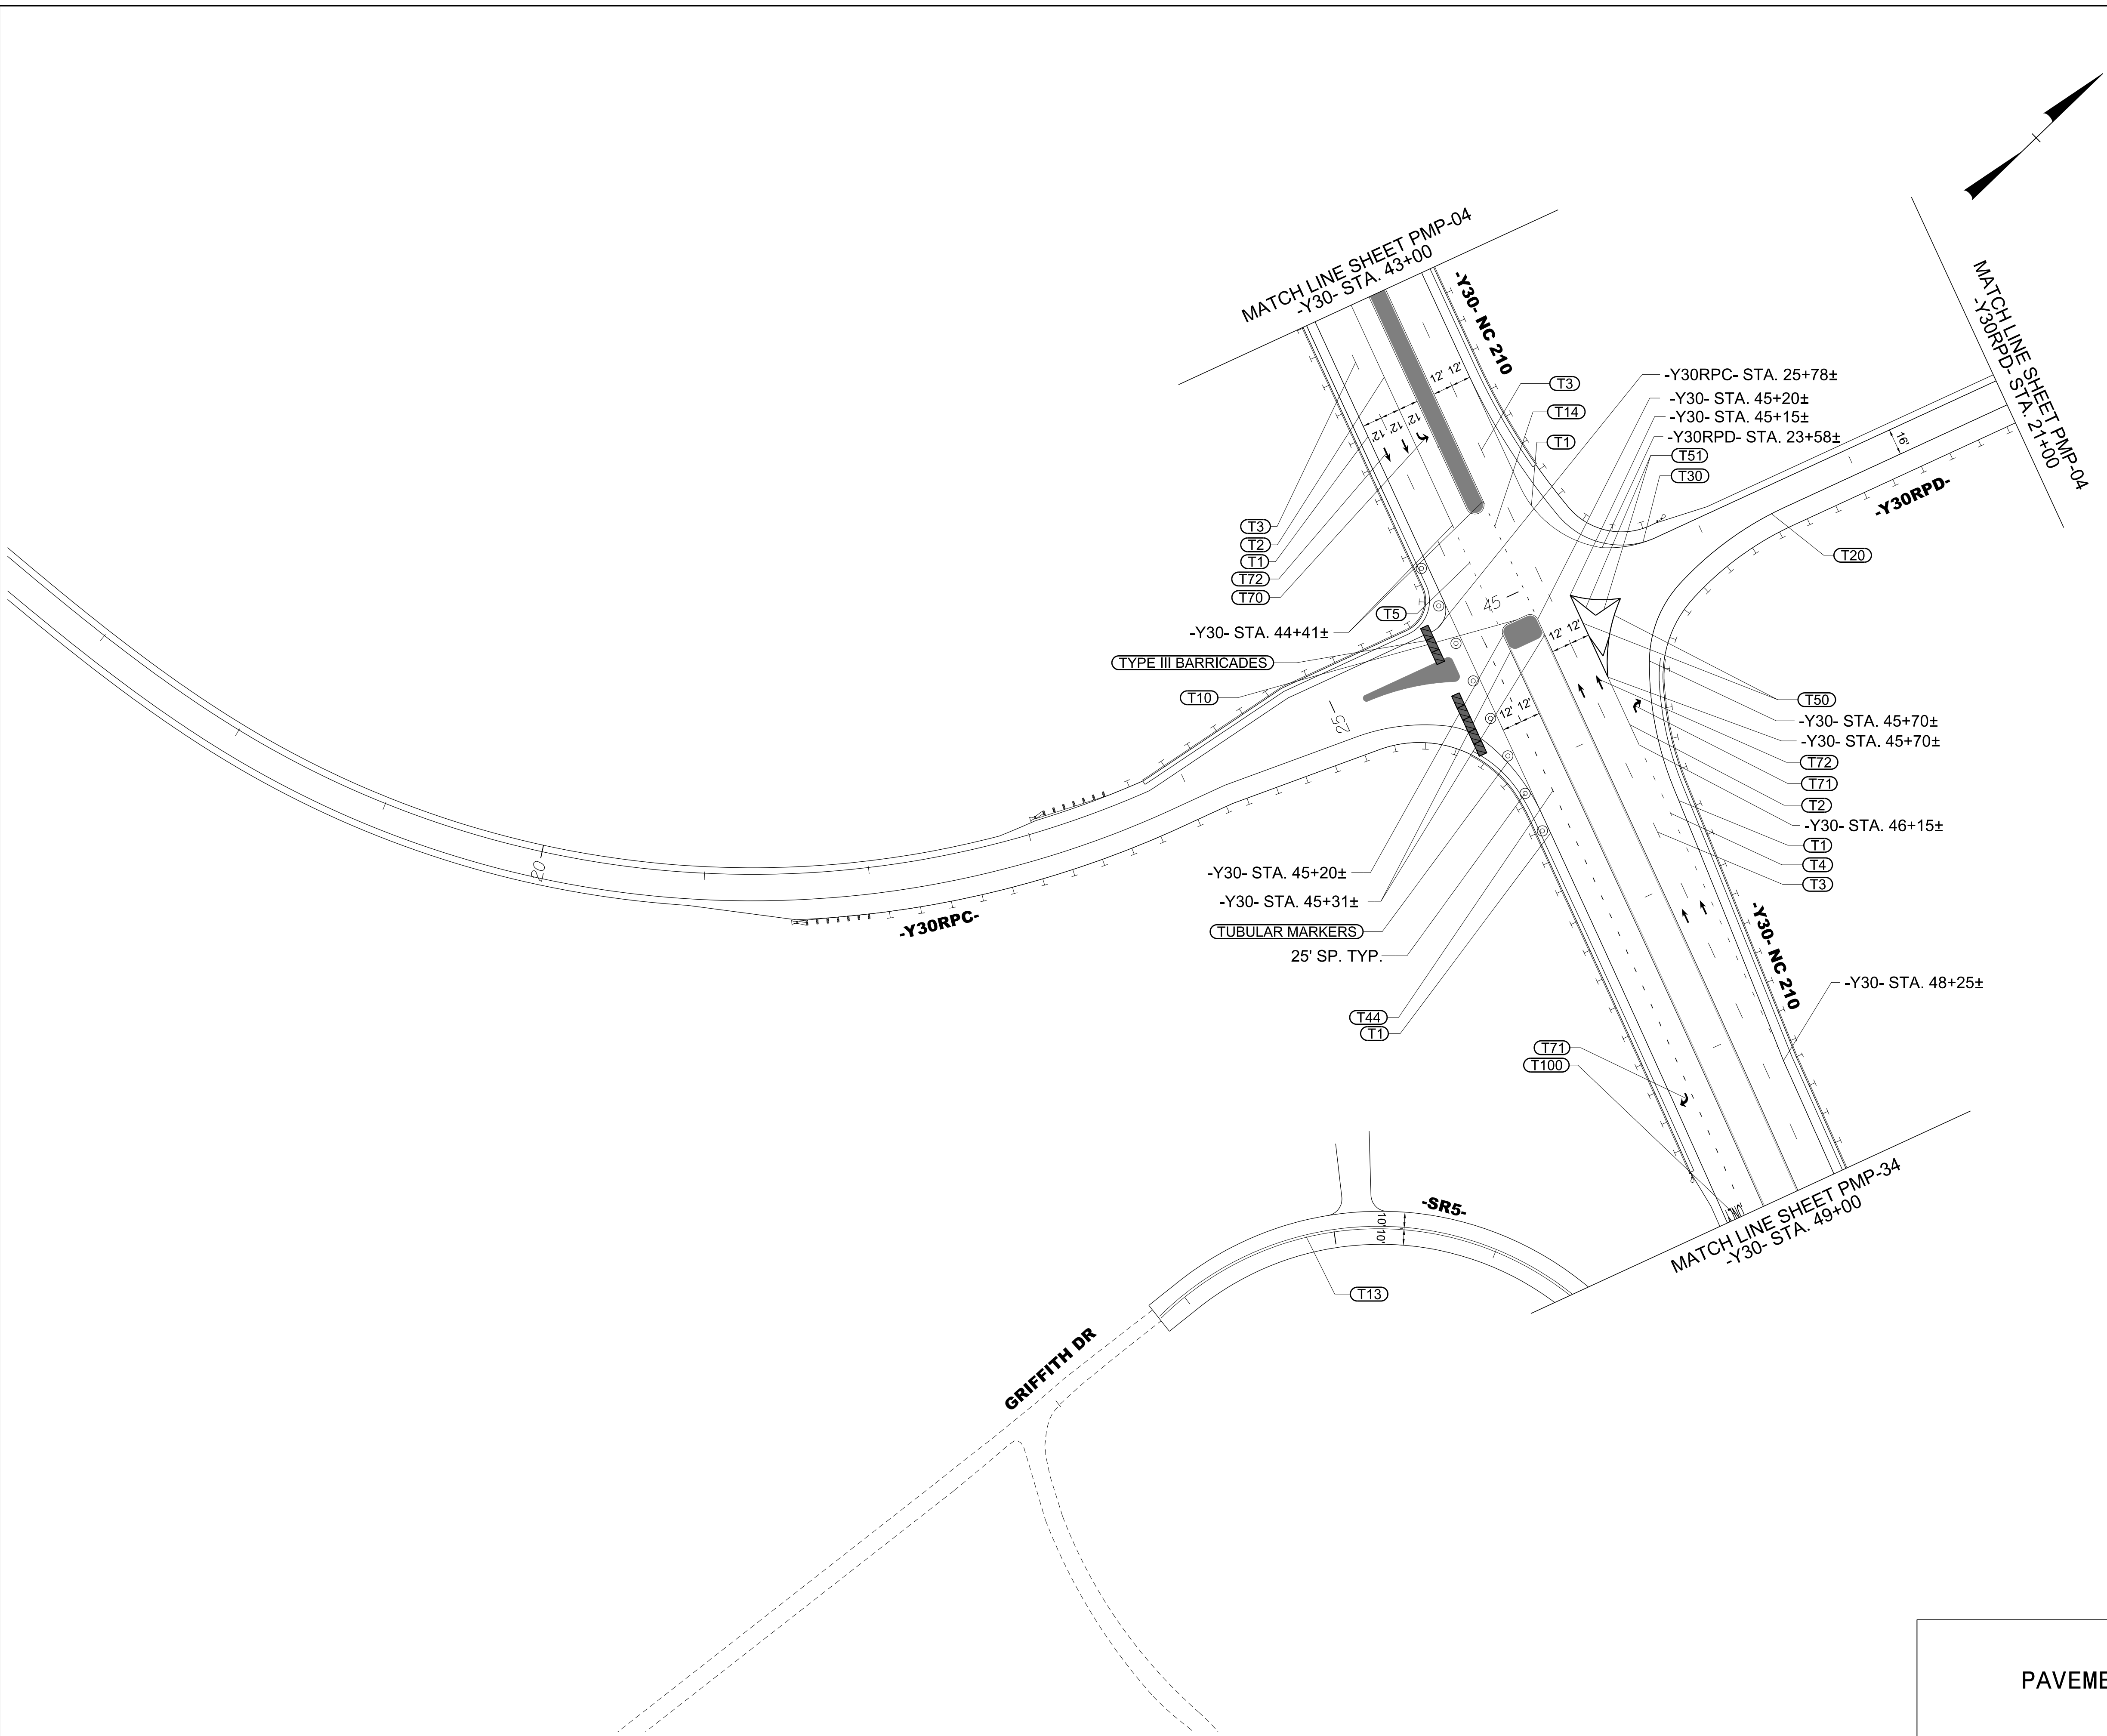 MATCH LINE SHEET PMP-04
-Y30- STA. 43+00
-Y30- NC 210
MATCH LINE SHEET PMP-04
-Y30RPD- STA. 21+00
-Y30RPC- STA. 25+78±
-Y30- STA. 45+20±
-Y30- STA. 45+15±
-Y30RPD- STA. 23+58±
T51
T30
T3
T14
T1
12' 12'
12' 12' 12'
16'
-Y30RPD-
T20
T3
T2
T1
T72
T70
T5
-Y30- STA. 44+41±
TYPE III BARRICADES
T10
45
25
12' 12'
12' 12'
T50
-Y30- STA. 45+70±
-Y30- STA. 45+70±
T72
T71
T2
-Y30- STA. 46+15±
T1
T4
T3
20
-Y30RPC-
-Y30- STA. 45+20±
-Y30- STA. 45+31±
TUBULAR MARKERS
25' SP. TYP.
T44
T1
-Y30- NC 210
-Y30- STA. 48+25±
T71
T100
MATCH LINE SHEET PMP-34
-Y30- STA. 49+00
-SR5-
10' 10'
T13
GRIFFITH DR